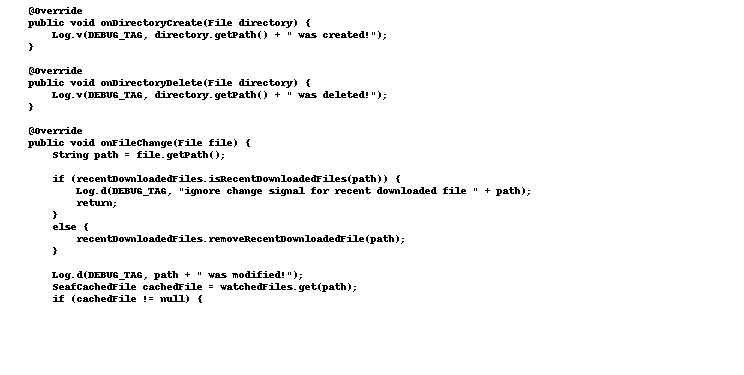 @Override
public void onDirectoryCreate(File directory) {
    Log.v(DEBUG_TAG, directory.getPath() + " was created!");
}

@Override
public void onDirectoryDelete(File directory) {
    Log.v(DEBUG_TAG, directory.getPath() + " was deleted!");
}

@Override
public void onFileChange(File file) {
    String path = file.getPath();

    if (recentDownloadedFiles.isRecentDownloadedFiles(path)) {
        Log.d(DEBUG_TAG, "ignore change signal for recent downloaded file " + path);
        return;
    }
    else {
        recentDownloadedFiles.removeRecentDownloadedFile(path);
    }

    Log.d(DEBUG_TAG, path + " was modified!");
    SeafCachedFile cachedFile = watchedFiles.get(path);
    if (cachedFile != null) {